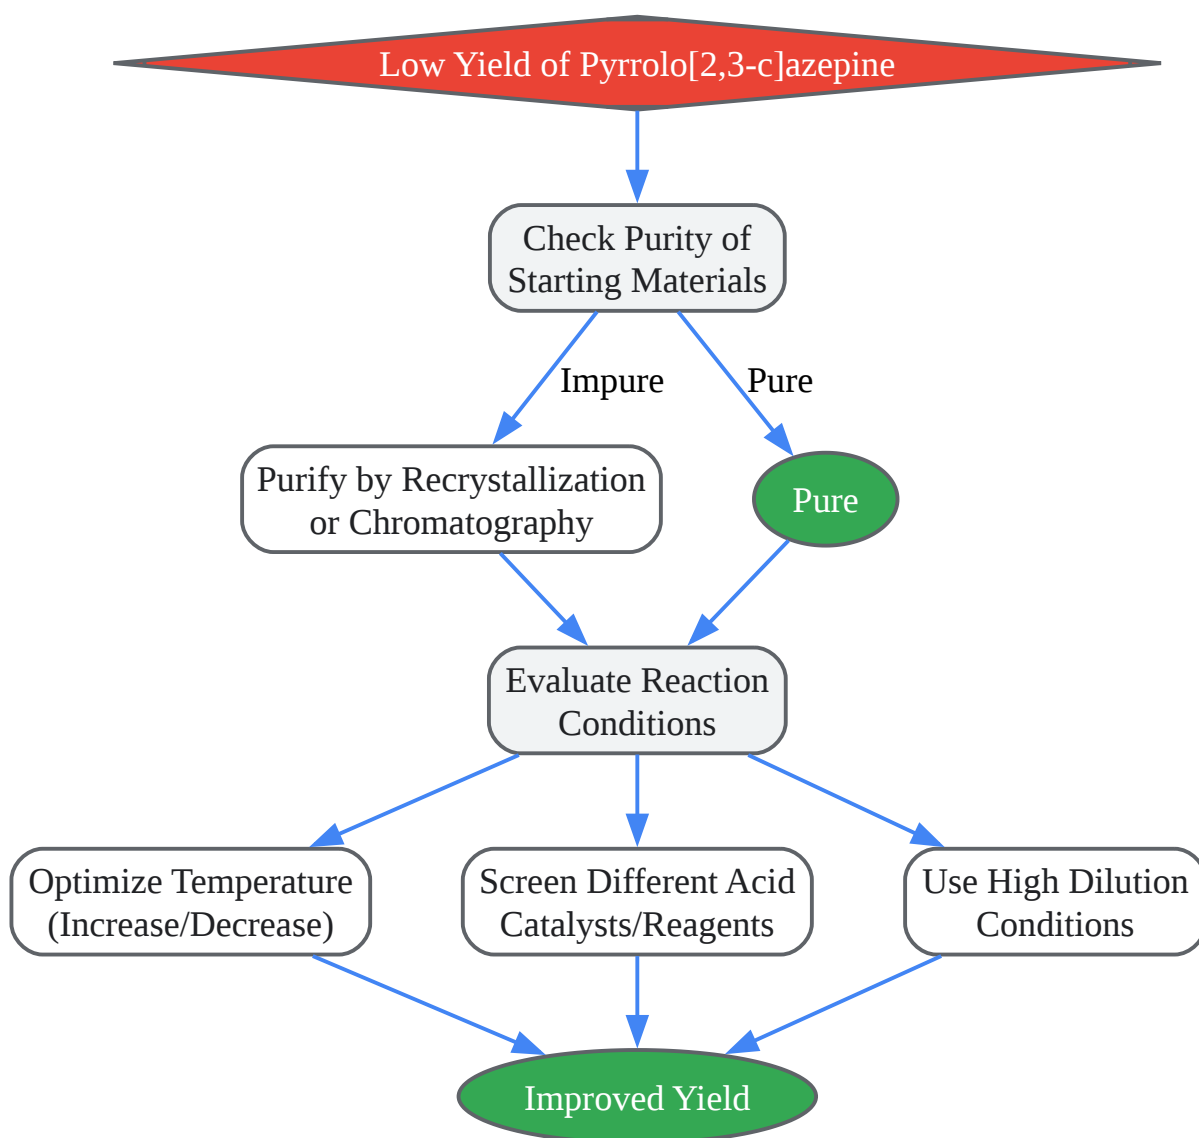 Low Yield of Pyrrolo[2,3-c]azepine
Check Purity of
Starting Materials
Impure
Pure
Purify by Recrystallization
or Chromatography
Pure
Evaluate Reaction
Conditions
Optimize Temperature
(Increase/Decrease)
Screen Different Acid
Catalysts/Reagents
Use High Dilution
Conditions
Improved Yield